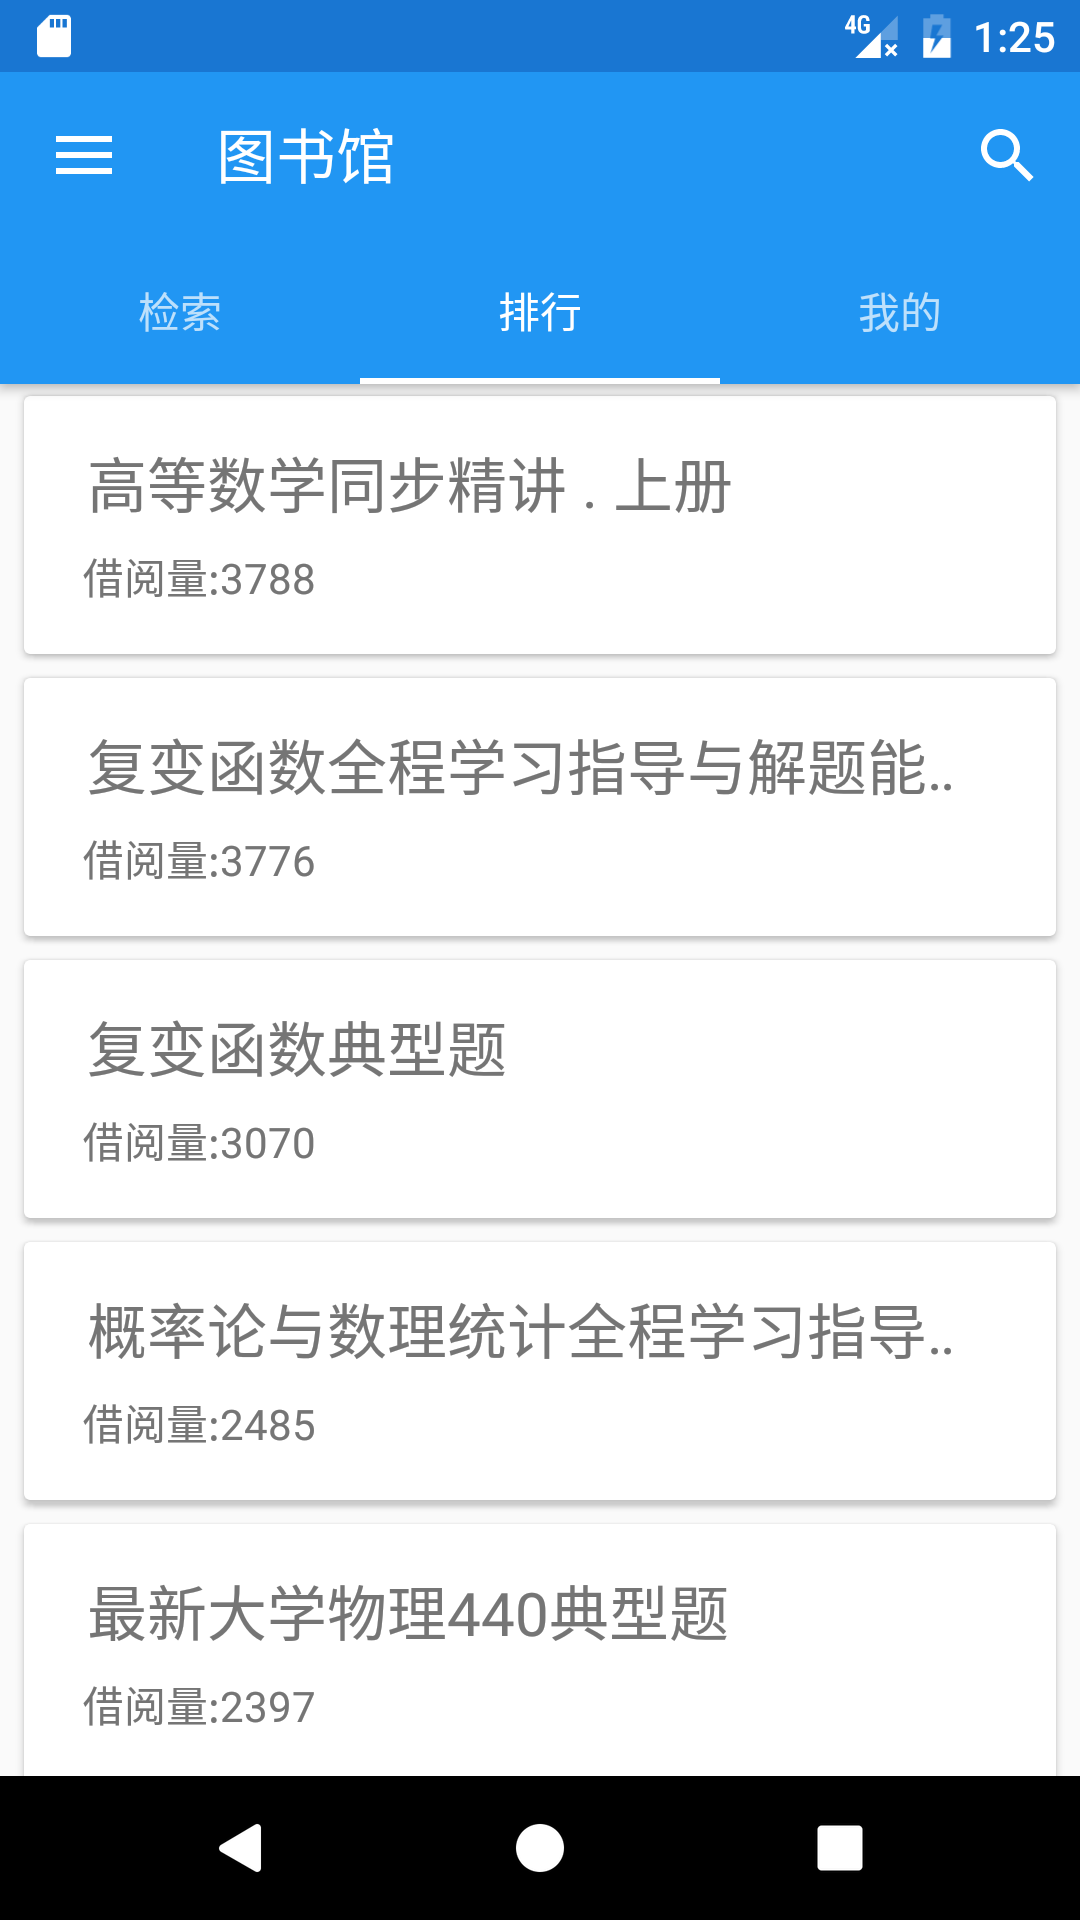 4G 1:25
图书馆
检索 排行 我的
高等数学同步精讲 . 上册
借阅量:3788
复变函数全程学习指导与解题能..
借阅量:3776
复变函数典型题
借阅量:3070
概率论与数理统计全程学习指导..
借阅量:2485
最新大学物理440典型题
借阅量:2397